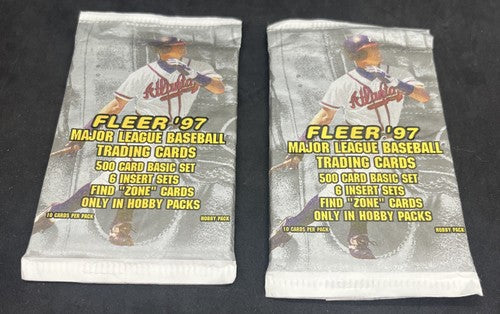 Atlanta
FLEER '97
MAJOR LEAGUE BASEBALL
TRADING CARDS
500 CARD BASIC SET
6 INSERT SETS
FIND "ZONE" CARDS
ONLY IN HOBBY PACKS
10 CARDS PER PACK
HOBBY PACK
Atlanta
FLEER '97
MAJOR LEAGUE BASEBALL
TRADING CARDS
500 CARD BASIC SET
6 INSERT SETS
FIND "ZONE" CARDS
ONLY IN HOBBY PACKS
10 CARDS PER PACK
HOBBY PACK